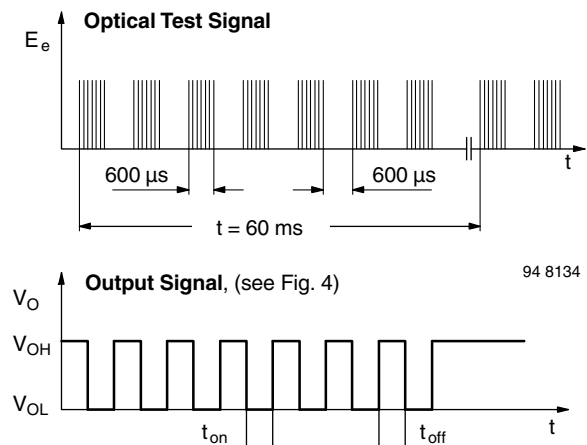 Optical Test Signal
E e
t
600 µs 600 µs
t = 60 ms
94 8134
Output Signal, (see Fig. 4)
V O
V OH
V OL
t on t off t